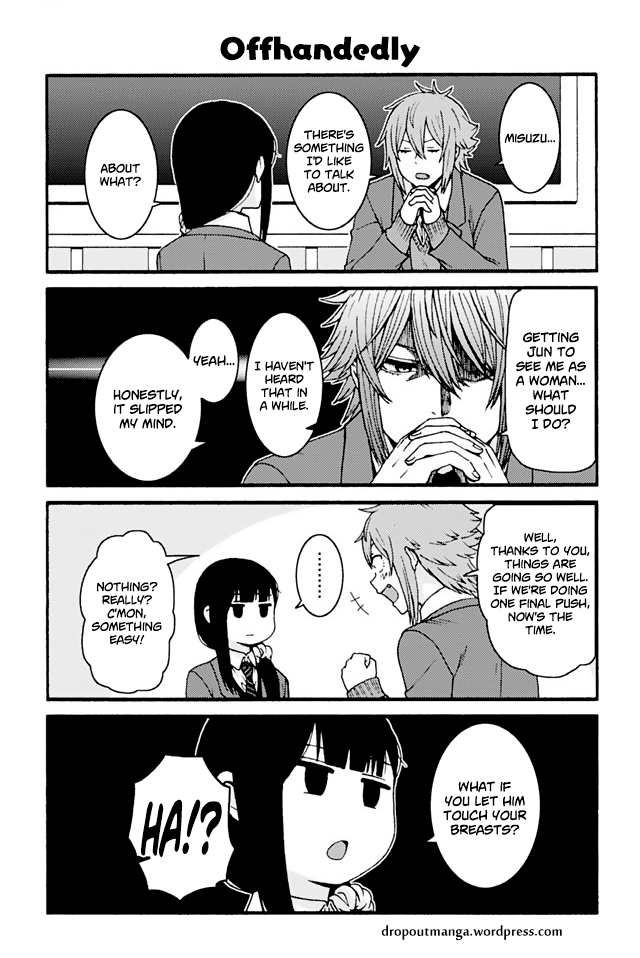 Offhandedly
MISUZU...
THERE'S
SOMETHING
I'D LIKE
TO TALK
ABOUT.
ABOUT
WHAT?
GETTING
JUN TO
SEE ME AS
A WOMAN...
WHAT
SHOULD
I DO?
I HAVEN'T
HEARD
THAT IN
A WHILE.
YEAH...
HONESTLY,
IT SLIPPED
MY MIND.
WELL,
THANKS TO YOU,
THINGS ARE
GOING SO WELL.
IF WE'RE DOING
ONE FINAL PUSH,
NOW'S THE
TIME.
.........
NOTHING?
REALLY?
C'MON,
SOMETHING
EASY!
WHAT IF
YOU LET HIM
TOUCH YOUR
BREASTS?
HA!?
dropoutmanga.wordpress.com